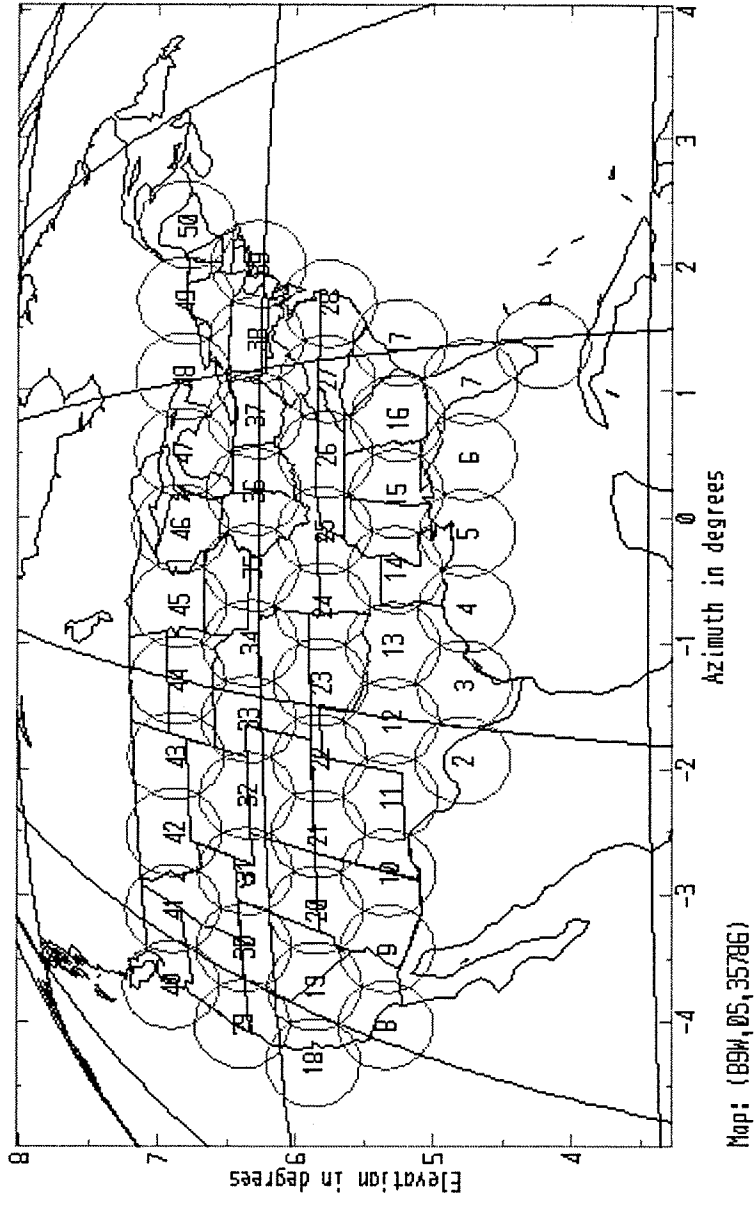 8
40 41 42 43 44 45 46 47 48 49 50
7
29 30 31 32 33 34 35 36 37 38 39
6
18 19 20 21 22 23 24 25 26 27 28
8 9 10 11 12 13 14 15 16 7
5
2 3 4 5 6 7
1
4
Elevation in degrees
-4 -3 -2 -1 0 1 2 3 4
Azimuth in degrees
Map: (89W,0S,35786)